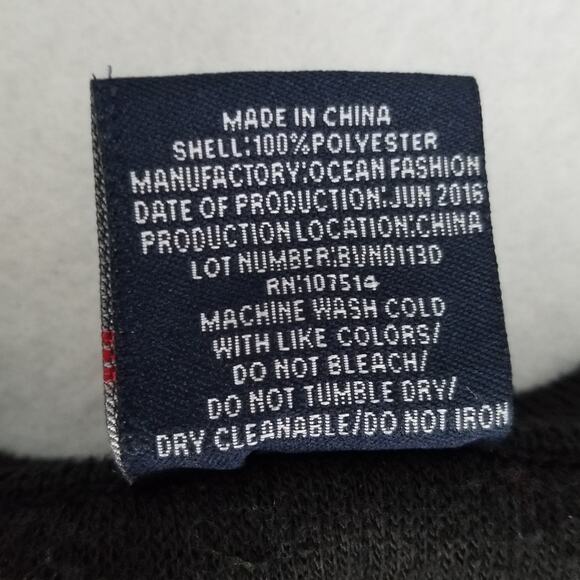 MADE IN CHINA
SHELL:100%POLYESTER
MANUFACTORY:OCEAN FASHION
DATE OF PRODUCTION:JUN 2016
PRODUCTION LOCATION:CHINA
LOT NUMBER:BVN0113D
RN:107514
MACHINE WASH COLD
WITH LIKE COLORS/
DO NOT BLEACH/
DO NOT TUMBLE DRY/
DRY CLEANABLE/DO NOT IRON